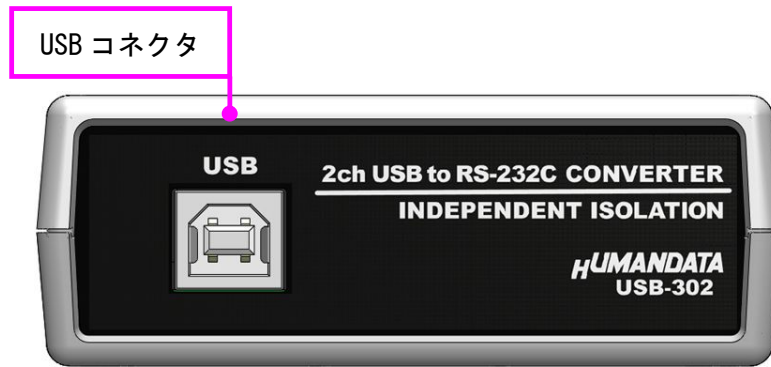 USB コネクタ
USB
2ch USB to RS-232C CONVERTER
INDEPENDENT ISOLATION
HUMANDATA
USB-302